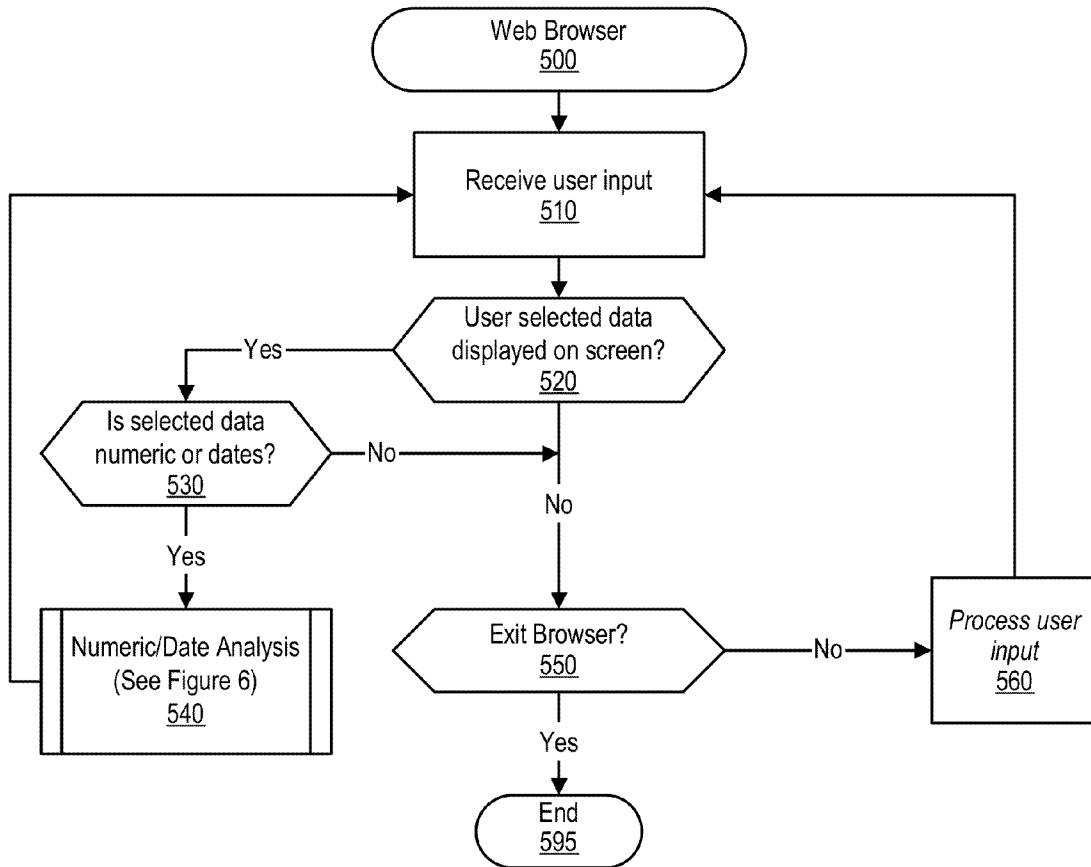 Web Browser
500
Receive user input
510
User selected data
displayed on screen?
520
Yes
Is selected data
numeric or dates?
530
No
No
Yes
Numeric/Date Analysis
(See Figure 6)
540
Exit Browser?
550
No
Process user
input
560
Yes
End
595